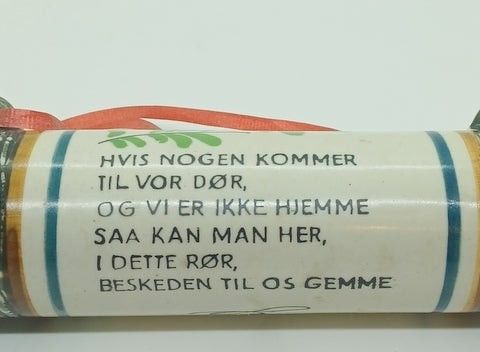 HVIS NOGEN KOMMER
TIL VOR DØR,
OG VI ER IKKE HJEMME
SAA KAN MAN HER,
I DETTE RØR,
BESKEDEN TIL OS GEMME